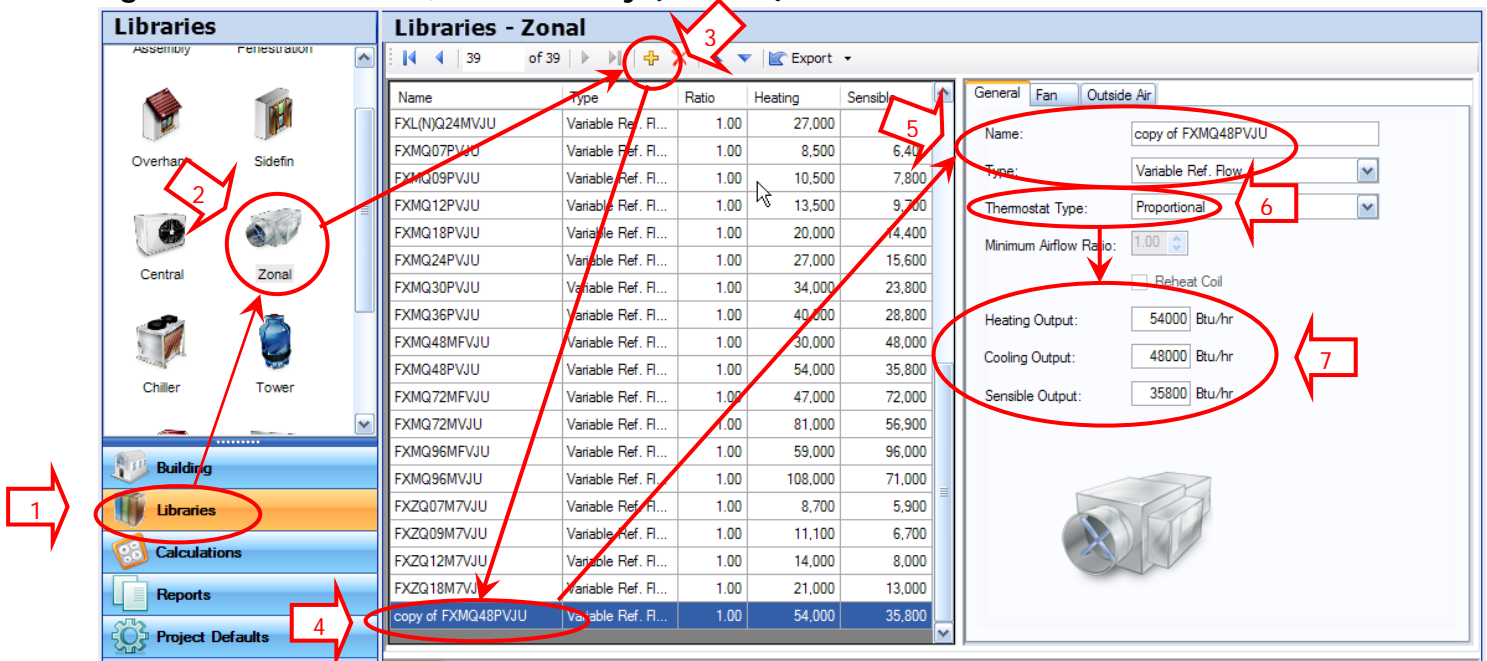 Libraries
Assembly Fenestration
Overhang Sidefin
Central Zonal
Chiller Tower
Building
Libraries
Calculations
Reports
Project Defaults
1
2
3
4
5
6
7
Libraries - Zonal
39 of 39 Export
Name Type Ratio Heating Sensible
FXL(N)Q24MVJU Variable Ref. Fl... 1.00 27,000
FXMQ07PVJU Variable Ref. Fl... 1.00 8,500 6,400
FXMQ09PVJU Variable Ref. Fl... 1.00 10,500 7,800
FXMQ12PVJU Variable Ref. Fl... 1.00 13,500 9,700
FXMQ18PVJU Variable Ref. Fl... 1.00 20,000 14,400
FXMQ24PVJU Variable Ref. Fl... 1.00 27,000 15,600
FXMQ30PVJU Variable Ref. Fl... 1.00 34,000 23,800
FXMQ36PVJU Variable Ref. Fl... 1.00 40,000 28,800
FXMQ48MFVJU Variable Ref. Fl... 1.00 30,000 48,000
FXMQ48PVJU Variable Ref. Fl... 1.00 54,000 35,800
FXMQ72MFVJU Variable Ref. Fl... 1.00 47,000 72,000
FXMQ72MVJU Variable Ref. Fl... 1.00 81,000 56,900
FXMQ96MFVJU Variable Ref. Fl... 1.00 59,000 96,000
FXMQ96MVJU Variable Ref. Fl... 1.00 108,000 71,000
FXZQ07M7VJU Variable Ref. Fl... 1.00 8,700 5,900
FXZQ09M7VJU Variable Ref. Fl... 1.00 11,100 6,700
FXZQ12M7VJU Variable Ref. Fl... 1.00 14,000 8,000
FXZQ18M7VJU Variable Ref. Fl... 1.00 21,000 13,000
copy of FXMQ48PVJU Variable Ref. Fl... 1.00 54,000 35,800
General Fan Outside Air
Name: copy of FXMQ48PVJU
Type: Variable Ref. Flow
Thermostat Type: Proportional
Minimum Airflow Ratio: 1.00
Reheat Coil
Heating Output: 54000 Btu/hr
Cooling Output: 48000 Btu/hr
Sensible Output: 35800 Btu/hr